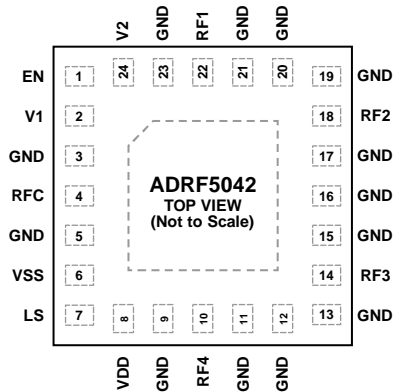 V2
GND
RF1
GND
GND
24
23
22
21
20
EN 1
19 GND
V1 2
18 RF2
GND 3
17 GND
RFC 4
16 GND
GND 5
15 GND
VSS 6
14 RF3
LS 7
13 GND
ADRF5042
TOP VIEW
(Not to Scale)
8
9
10
11
12
VDD
GND
RF4
GND
GND